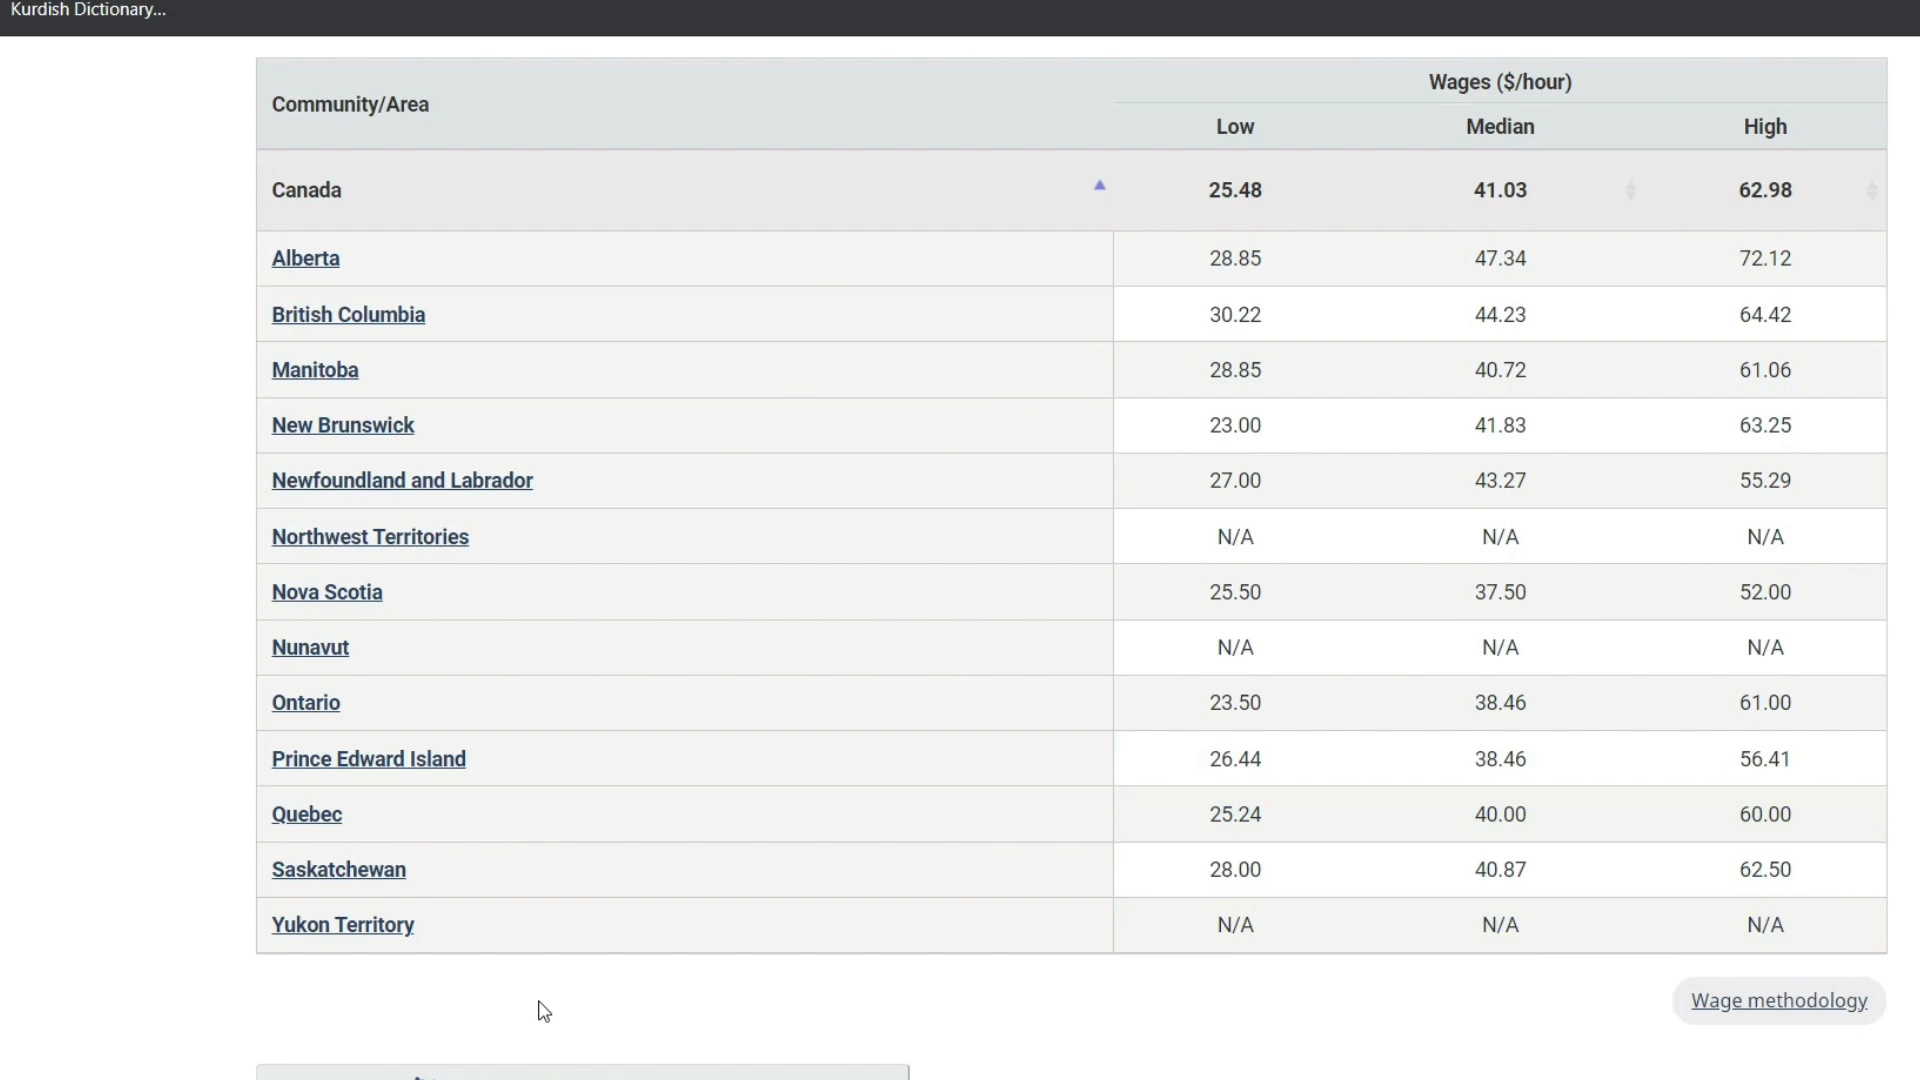 Kurdish Dictionary...
Community/Area
Wages ($/hour)
Low Median High
Canada 25.48 41.03 62.98
Alberta 28.85 47.34 72.12
British Columbia 30.22 44.23 64.42
Manitoba 28.85 40.72 61.06
New Brunswick 23.00 41.83 63.25
Newfoundland and Labrador 27.00 43.27 55.29
Northwest Territories N/A N/A N/A
Nova Scotia 25.50 37.50 52.00
Nunavut N/A N/A N/A
Ontario 23.50 38.46 61.00
Prince Edward Island 26.44 38.46 56.41
Quebec 25.24 40.00 60.00
Saskatchewan 28.00 40.87 62.50
Yukon Territory N/A N/A N/A
Wage methodology